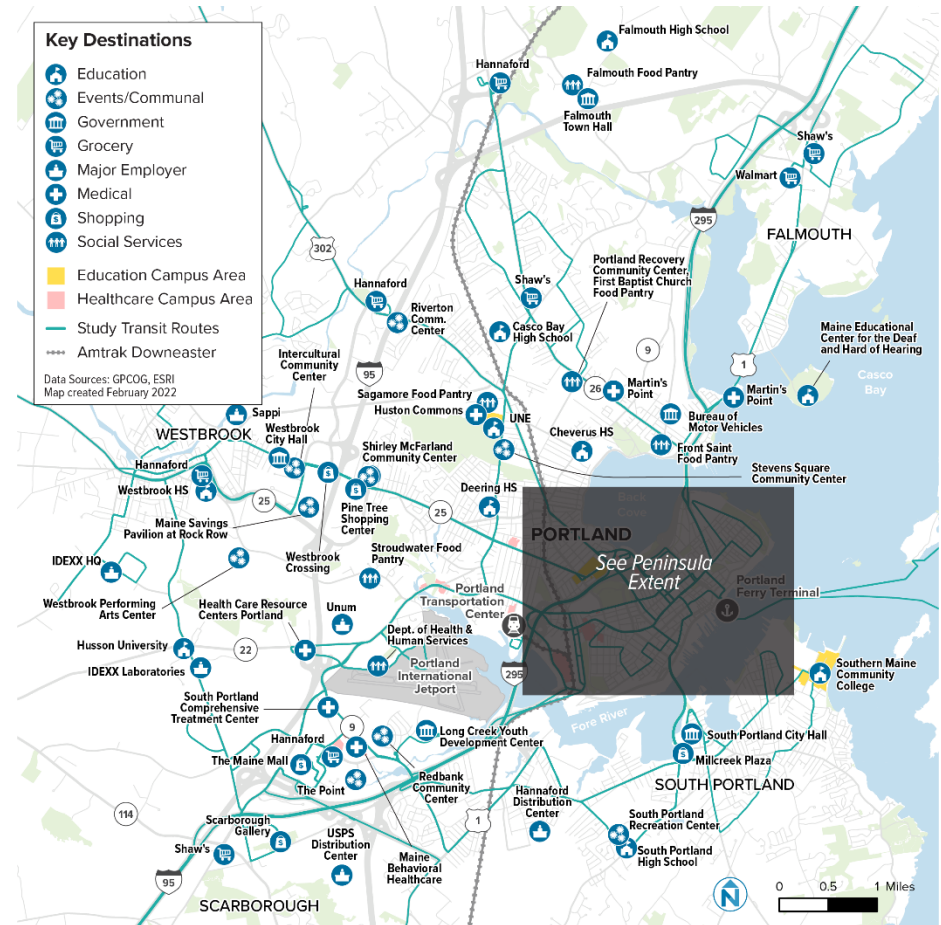 Key Destinations
Education
Events/Communal
Government
Grocery
Major Employer
Medical
Shopping
Social Services
Education Campus Area
Healthcare Campus Area
Study Transit Routes
Amtrak Downeaster
Data Sources: GPCOG, ESRI
Map created February 2022
Falmouth High School
Hannaford
Falmouth Food Pantry
Falmouth
Town Hall
Shaw's
Walmart
295
FALMOUTH
302
Portland Recovery
Community Center,
First Baptist Church
Food Pantry
Shaw's
Hannaford
Riverton
Comm.
Center
Casco Bay
High School
Maine Educational
Center for the Deaf
and Hard of Hearing
9
1
Casco
Bay
Intercultural
Community
Center
95
26
Martin's
Point
Martin's
Point
Sagamore Food Pantry
Huston Commons
UNE
Bureau of
Motor Vehicles
Sappi
WESTBROOK
Westbrook
City Hall
Shirley McFarland
Community Center
Cheverus HS
Front Saint
Food Pantry
Stevens Square
Community Center
Hannaford
Westbrook HS
25
Deering HS
Back
Cove
Pine Tree
Shopping
Center
25
Maine Savings
Pavilion at Rock Row
PORTLAND
See Peninsula
Extent
Westbrook
Crossing
Stroudwater Food
Pantry
IDEXX HQ
Portland
Transportation
Center
Portland
Ferry Terminal
Westbrook Performing
Arts Center
Health Care Resource
Centers Portland
Unum
Dept. of Health &
Human Services
Husson University
22
IDEXX Laboratories
Portland
International
Jetport
295
Southern Maine
Community
College
South Portland
Comprehensive
Treatment Center
Fore River
9
Long Creek Youth
Development Center
South Portland City Hall
Hannaford
The Maine Mall
Millcreek Plaza
The Point
Redbank
Community
Center
SOUTH PORTLAND
Hannaford
Distribution
Center
114
1
South Portland
Recreation Center
Scarborough
Gallery
Shaw's
USPS
Distribution
Center
Maine
Behavioral
Healthcare
South Portland
High School
95
SCARBOROUGH
N
0 0.5 1 Miles